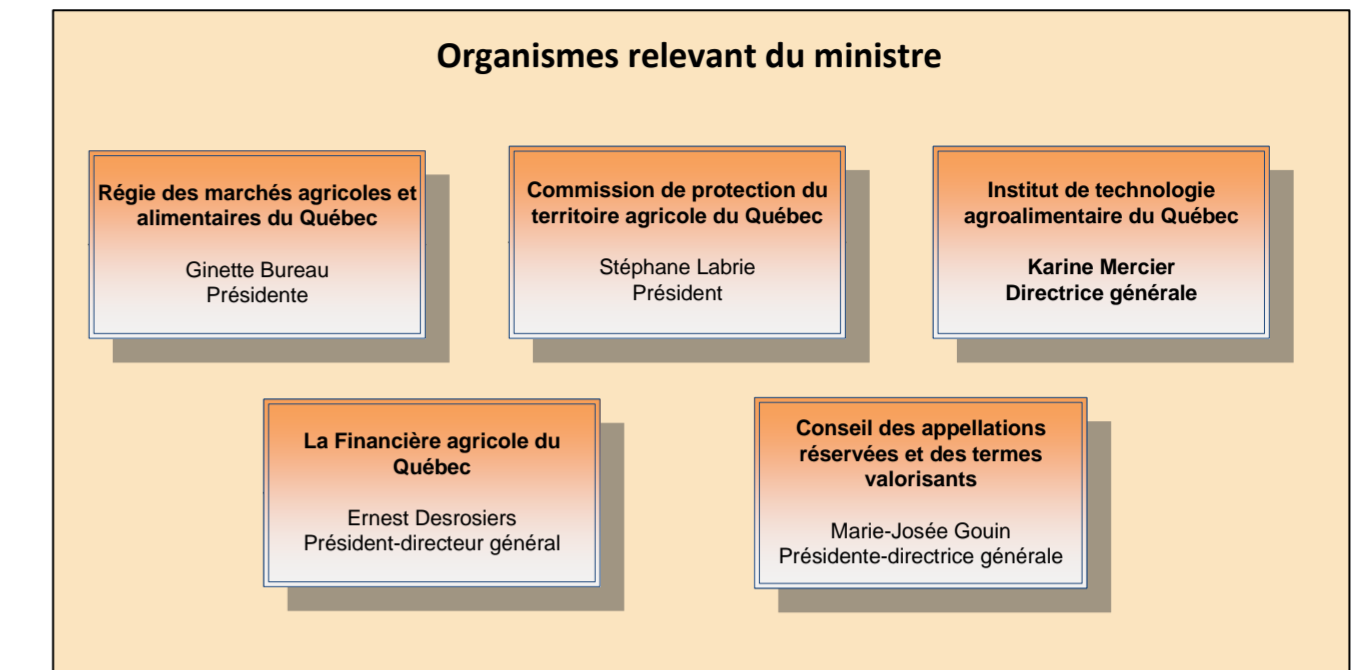 Organismes relevant du ministre
Régie des marchés agricoles et
alimentaires du Québec
Ginette Bureau
Présidente
Commission de protection du
territoire agricole du Québec
Stéphane Labrie
Président
Institut de technologie
agroalimentaire du Québec
Karine Mercier
Directrice générale
La Financière agricole du
Québec
Ernest Desrosiers
Président-directeur général
Conseil des appellations
réservées et des termes
valorisants
Marie-Josée Gouin
Présidente-directrice générale